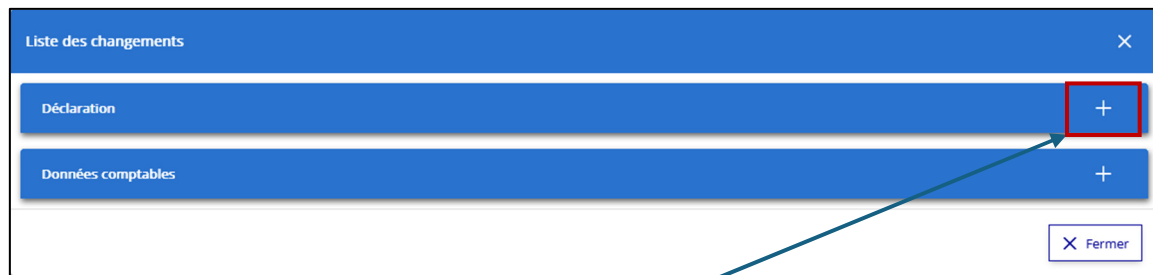 Liste des changements
Déclaration
Données comptables
Fermer